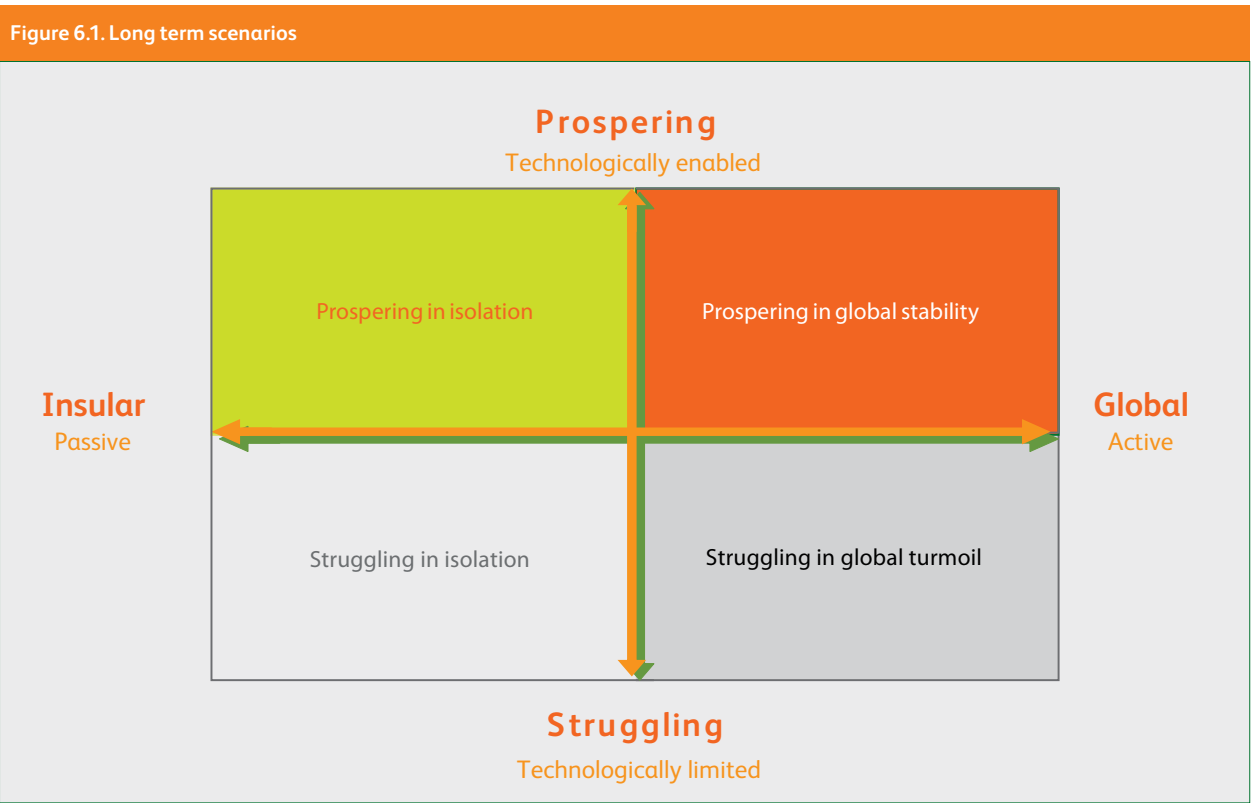 Figure 6.1. Long term scenarios
Prospering
Technologically enabled
Prospering in isolation
Prospering in global stability
Insular
Passive
Global
Active
Struggling in isolation
Struggling in global turmoil
Struggling
Technologically limited